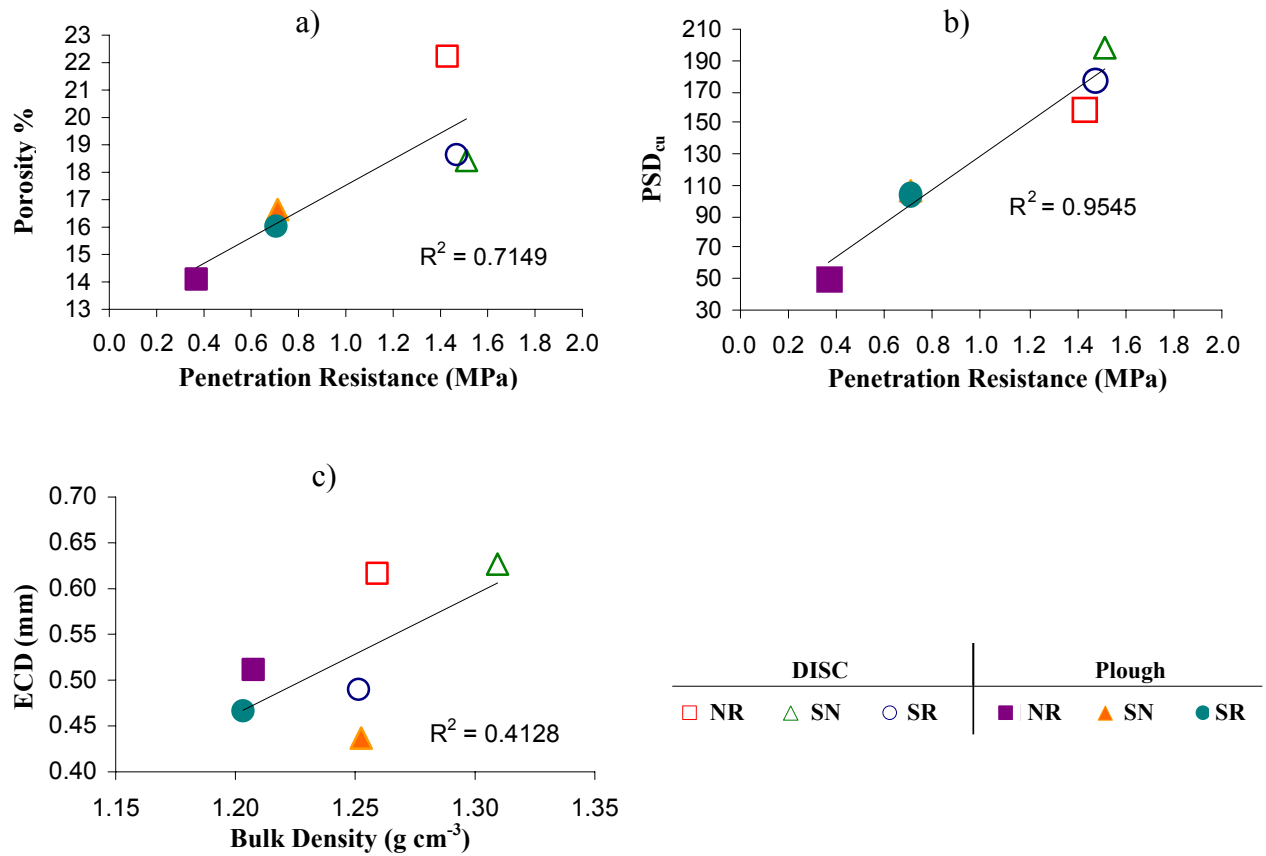 a)
23
22
21
20
19
18
17
16
15
14
13
Porosity %
R² = 0.7149
0.0 0.2 0.4 0.6 0.8 1.0 1.2 1.4 1.6 1.8 2.0
Penetration Resistance (MPa)
b)
210
190
170
150
130
110
90
70
50
30
PSDcu
R² = 0.9545
0.0 0.2 0.4 0.6 0.8 1.0 1.2 1.4 1.6 1.8 2.0
Penetration Resistance (MPa)
c)
0.70
0.65
0.60
0.55
0.50
0.45
0.40
ECD (mm)
R² = 0.4128
1.15 1.20 1.25 1.30 1.35
Bulk Density (g cm⁻³)
DISC Plough
NR SN SR NR SN SR